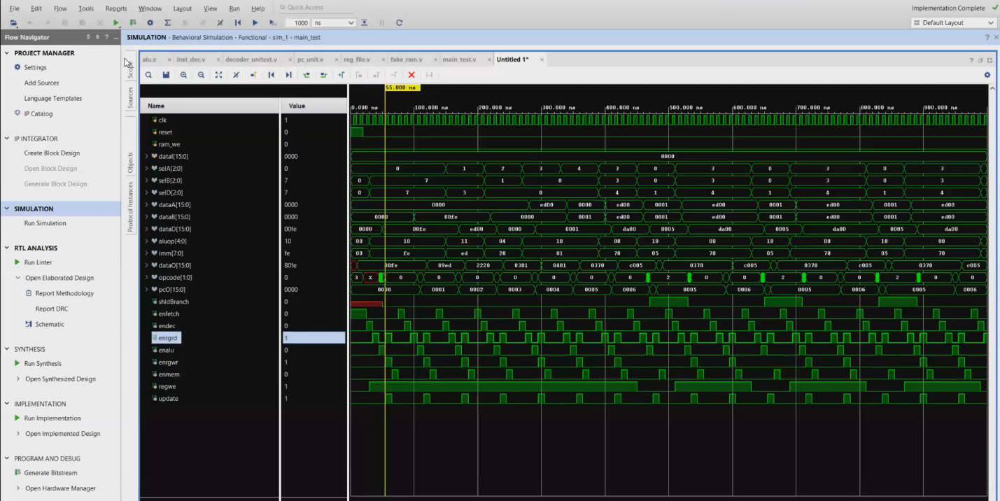 File Edit Flow Tools Reports Window Layout View Run Help Quick Access Implementation Complete
1000 ns Default Layout
Flow Navigator SIMULATION - Behavioral Simulation - Functional - sim_1 - main_test
PROJECT MANAGER
Settings
Add Sources
Language Templates
IP Catalog
IP INTEGRATOR
Create Block Design
Open Block Design
Generate Block Design
SIMULATION
Run Simulation
RTL ANALYSIS
Run Linter
Open Elaborated Design
Report Methodology
Report DRC
Schematic
SYNTHESIS
Run Synthesis
Open Synthesized Design
IMPLEMENTATION
Run Implementation
Open Implemented Design
PROGRAM AND DEBUG
Generate Bitstream
Open Hardware Manager
Scope
Sources
Objects
Protocol Instances
alu.v inst_dec.v decoder_unitest.v pc_unit.v reg_file.v fake_ram.v main_test.v Untitled 1*
55.000 ns
Name Value 0.000 ns 100.000 ns 200.000 ns 300.000 ns 400.000 ns 500.000 ns 600.000 ns 700.000 ns 800.000 ns 900.000 ns
clk 1
reset 0
ram_we 0
dataI[15:0] 0000 0000
selA[2:0] 0 0 1 2 3 4 3 0 3 0 3 0 3
selB[2:0] 7 0 7 1 0 3 0 3 0 3 0 3
selD[2:0] 7 0 7 3 0 4 1 4 1 4 1 4
dataA[15:0] 0000 0000 ed00 0000 ed00 0001 ed00 0001 ed00 0001 ed00
dataB[15:0] 0000 0000 00fe 0000 0001 ed00 0001 ed00 0001 ed00 0001 ed00
dataD[15:0] 00fe 0000 00fe ed00 0000 0001 da00 0005 da00 0005 da00 0005 da00
aluop[4:0] 10 00 10 11 04 10 00 18 00 18 00 18 00
imm[7:0] fe 00 fe ed 20 01 70 05 70 05 70 05 70
dataO[15:0] 80fe 80fe 89ed 2220 8301 8401 0370 c005 0370 c005 0370 c005 0370 c005
opcode[1:0] 0 3 X 0 0 0 0 0 0 0 2 0 0 2 0 0 2 0
pcO[15:0] 0000 0000 0001 0002 0003 0004 0005 0006 0005 0006 0005 0006 0005 0006
shldBranch 0
enfetch 0
endec 0
enrgrd 1
enalu 0
enrgwr 1
enmem 0
regwe 1
update 1